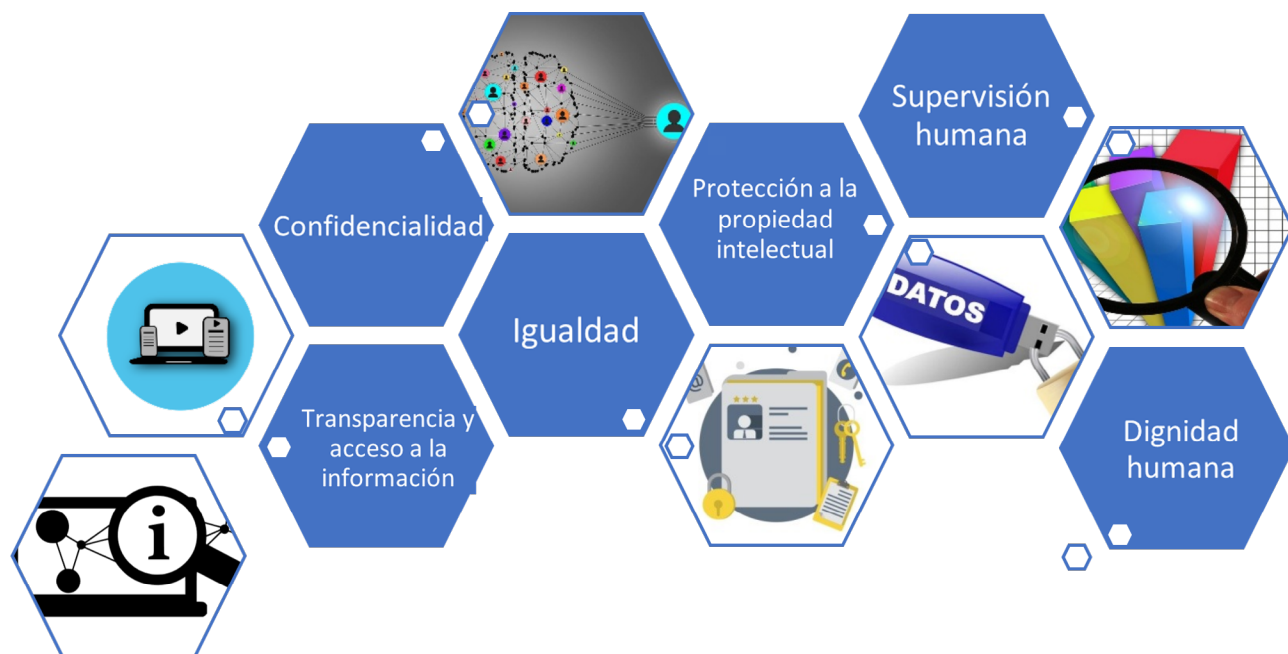 Confidencialidad
Transparencia y
acceso a la
información
Igualdad
Protección a la
propiedad
intelectual
Supervisión
humana
DATOS
Dignidad
humana
i
@